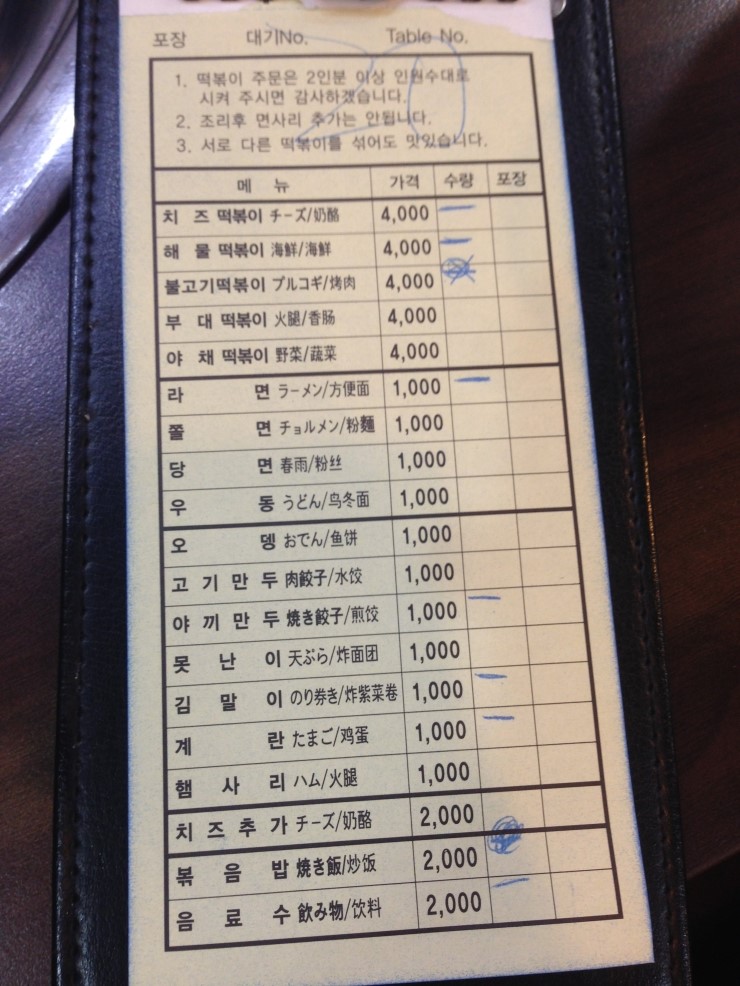 포장 대기No. Table No.
1. 떡볶이 주문은 2인분 이상 인원수대로
시켜 주시면 감사하겠습니다.
2. 조리후 면사리 추가는 안됩니다.
3. 서로 다른 떡볶이를 섞어도 맛있습니다.
메 뉴 가격 수량 포장
치 즈 떡볶이 チーズ/奶酪 4,000
해 물 떡볶이 海鮮/海鲜 4,000
불고기떡볶이 プルコギ/烤肉 4,000
부 대 떡볶이 火腿/香肠 4,000
야 채 떡볶이 野菜/蔬菜 4,000
라 면 ラーメン/方便面 1,000
쫄 면 チョルメン/粉麵 1,000
당 면 春雨/粉丝 1,000
우 동 うどん/鸟冬面 1,000
오 뎅 おでん/鱼饼 1,000
고 기 만 두 肉餃子/水饺 1,000
야 끼 만 두 焼き餃子/煎饺 1,000
못 난 이 天ぷら/炸面团 1,000
김 말 이 のり券き/炸紫菜卷 1,000
계 란 たまご/鸡蛋 1,000
햄 사 리 ハム/火腿 1,000
치 즈 추 가 チーズ/奶酪 2,000
볶 음 밥 焼き飯/炒饭 2,000
음 료 수 飲み物/饮料 2,000